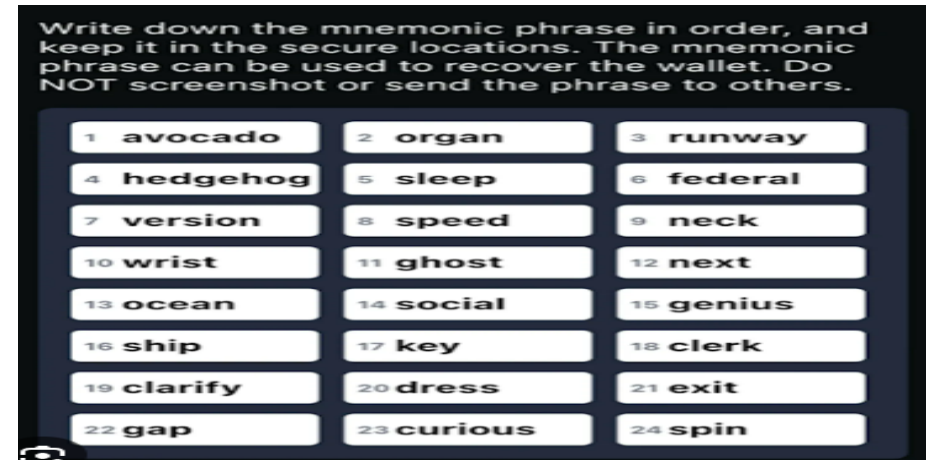 Write down the mnemonic phrase in order, and
keep it in the secure locations. The mnemonic
phrase can be used to recover the wallet. Do
NOT screenshot or send the phrase to others.
1 avocado 2 organ 3 runway
4 hedgehog 5 sleep 6 federal
7 version 8 speed 9 neck
10 wrist 11 ghost 12 next
13 ocean 14 social 15 genius
16 ship 17 key 18 clerk
19 clarify 20 dress 21 exit
22 gap 23 curious 24 spin